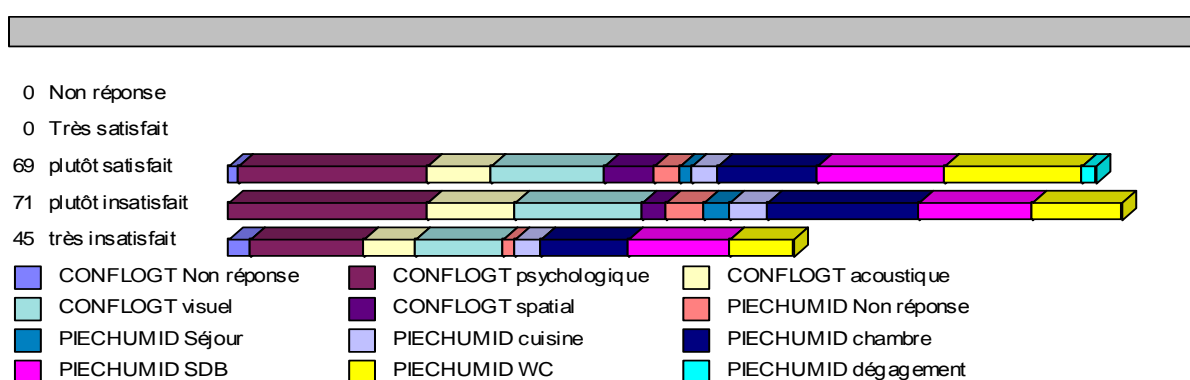 0 Non réponse
0 Très satisfait
69 plutôt satisfait
71 plutôt insatisfait
45 très insatisfait
CONFLOGT Non réponse CONFLOGT psychologique CONFLOGT acoustique
CONFLOGT visuel CONFLOGT spatial PIECHUMID Non réponse
PIECHUMID Séjour PIECHUMID cuisine PIECHUMID chambre
PIECHUMID SDB PIECHUMID WC PIECHUMID dégagement